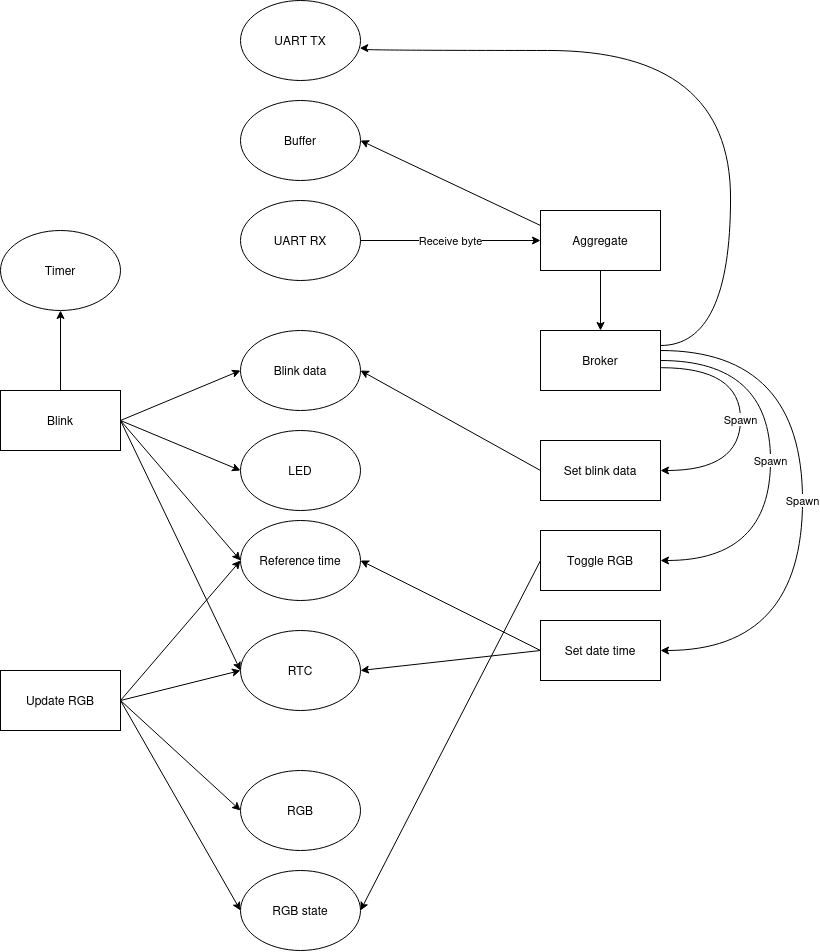 UART TX
Buffer
UART RX
Receive byte
Aggregate
Timer
Broker
Blink data
Blink
Spawn
LED
Set blink data
Spawn
Spawn
Reference time
Toggle RGB
RTC
Set date time
Update RGB
RGB
RGB state